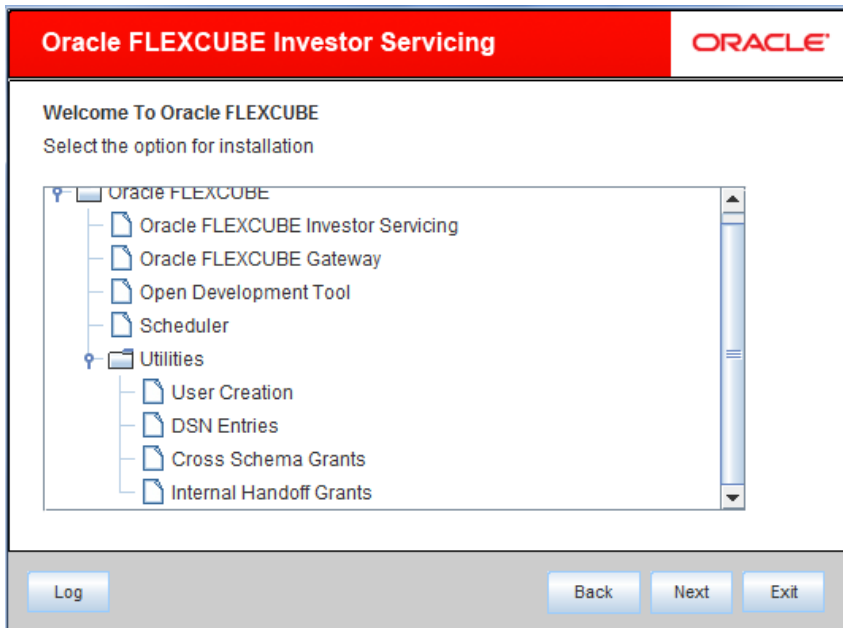 Oracle FLEXCUBE Investor Servicing
ORACLE
Welcome To Oracle FLEXCUBE
Select the option for installation
Oracle FLEXCUBE
Oracle FLEXCUBE Investor Servicing
Oracle FLEXCUBE Gateway
Open Development Tool
Scheduler
Utilities
User Creation
DSN Entries
Cross Schema Grants
Internal Handoff Grants
Log
Back
Next
Exit